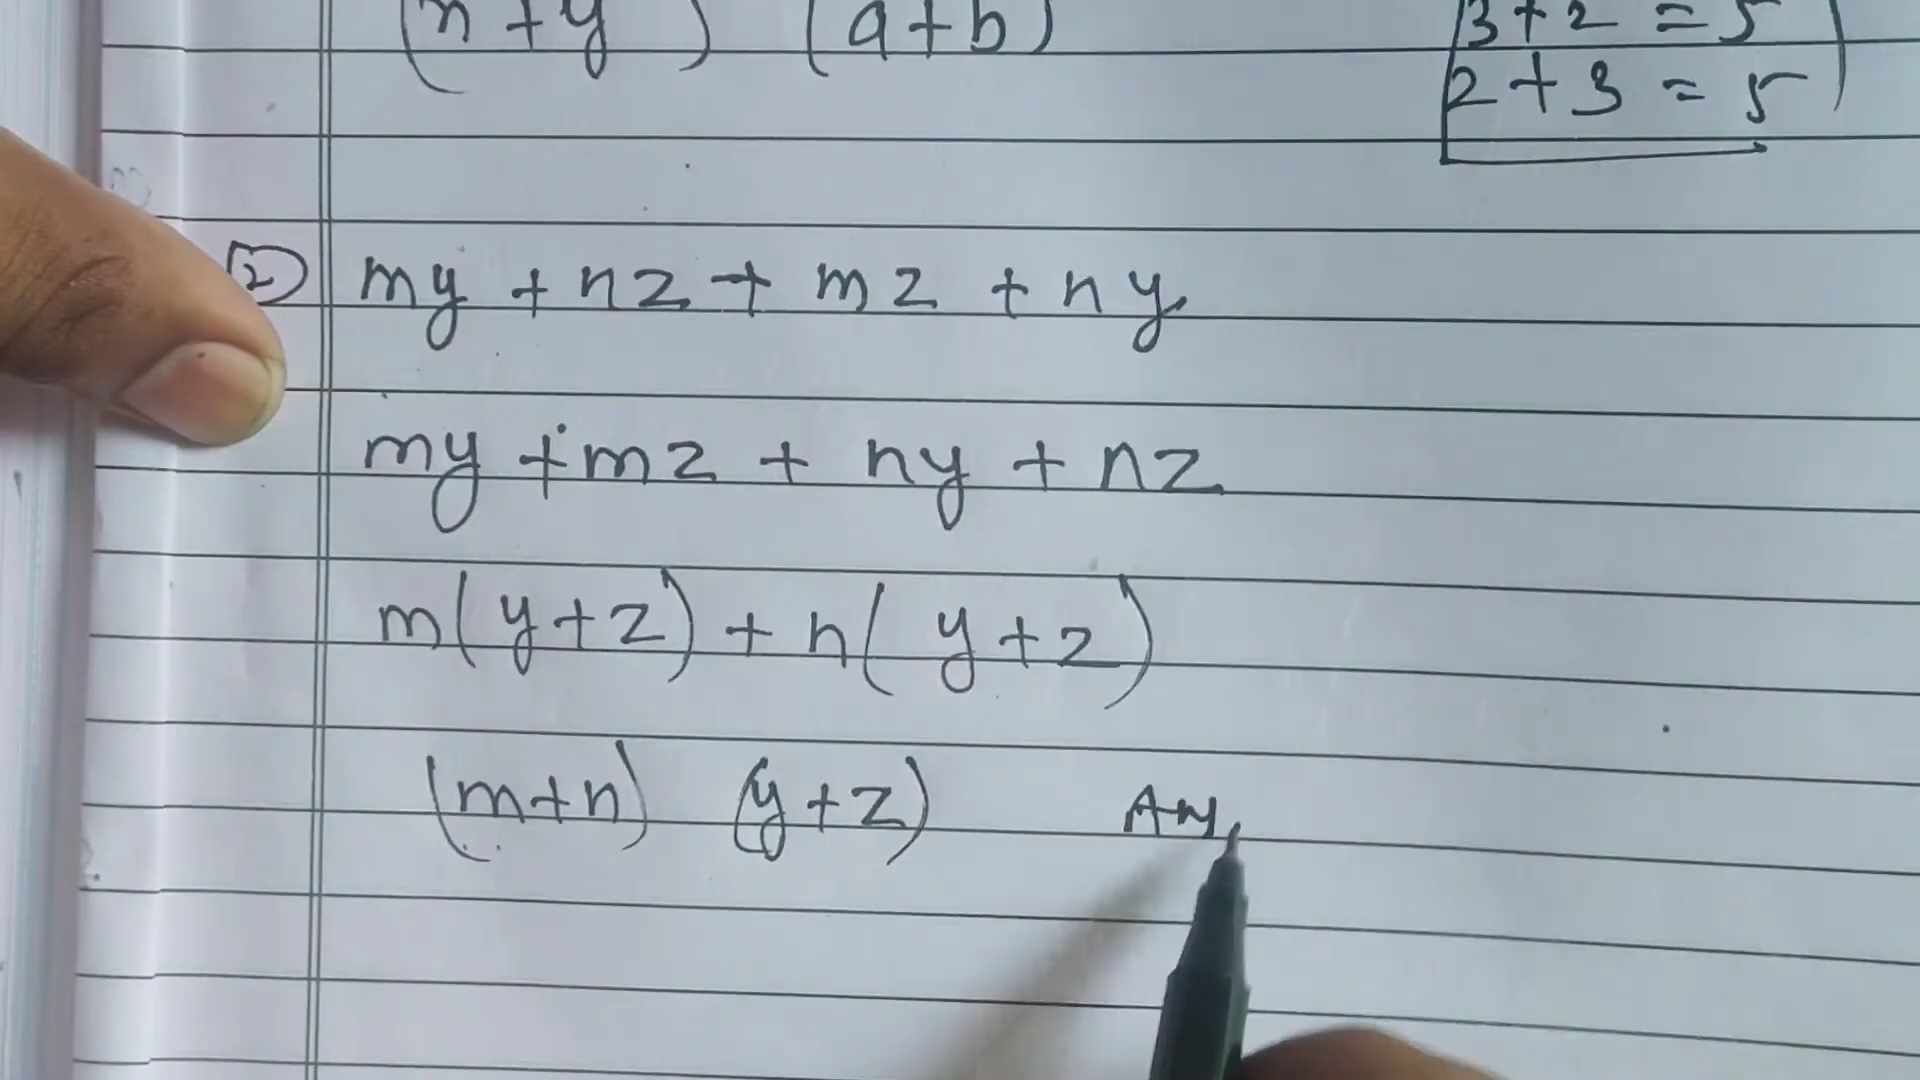 (x+y) (a+b)
3+2=5
2+3=5
(2) my + nz + mz + ny
my + mz + ny + nz
m(y+z) + n(y+z)
(m+n) (y+z) Ans